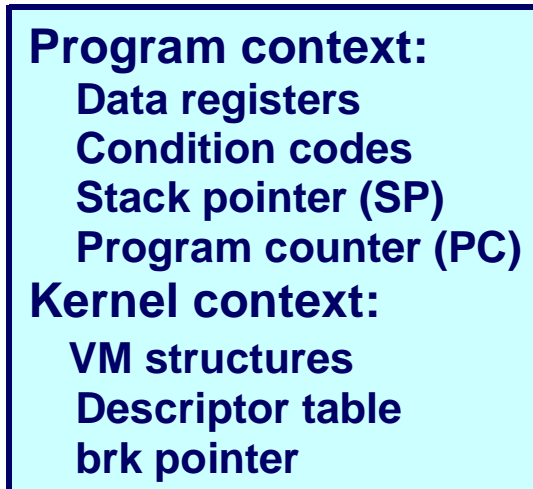 Program context:
Data registers
Condition codes
Stack pointer (SP)
Program counter (PC)
Kernel context:
VM structures
Descriptor table
brk pointer